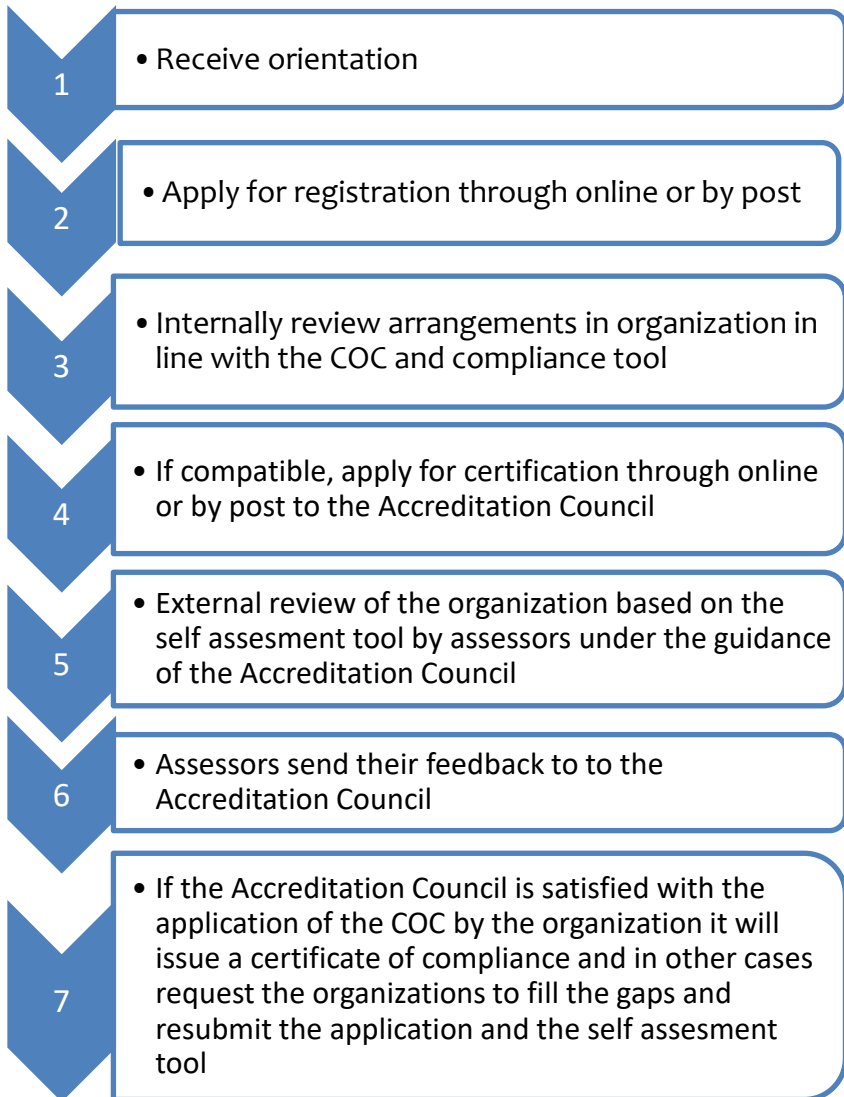 1
• Receive orientation
2
• Apply for registration through online or by post
3
• Internally review arrangements in organization in
line with the COC and compliance tool
4
• If compatible, apply for certification through online
or by post to the Accreditation Council
5
• External review of the organization based on the
self assesment tool by assessors under the guidance
of the Accreditation Council
6
• Assessors send their feedback to to the
Accreditation Council
7
• If the Accreditation Council is satisfied with the
application of the COC by the organization it will
issue a certificate of compliance and in other cases
request the organizations to fill the gaps and
resubmit the application and the self assesment
tool